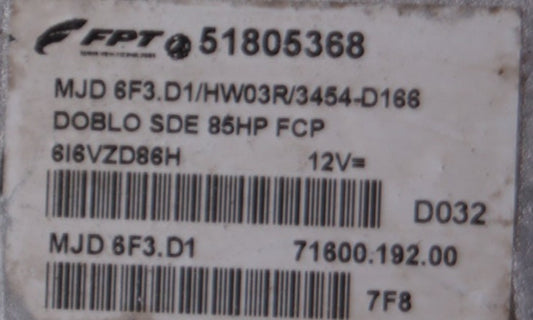 FPT 51805368
MJD 6F3.D1/HW03R/3454-D166
DOBLO SDE 85HP FCP
6I6VZD86H 12V=
D032
MJD 6F3.D1 71600.192.00
7F8